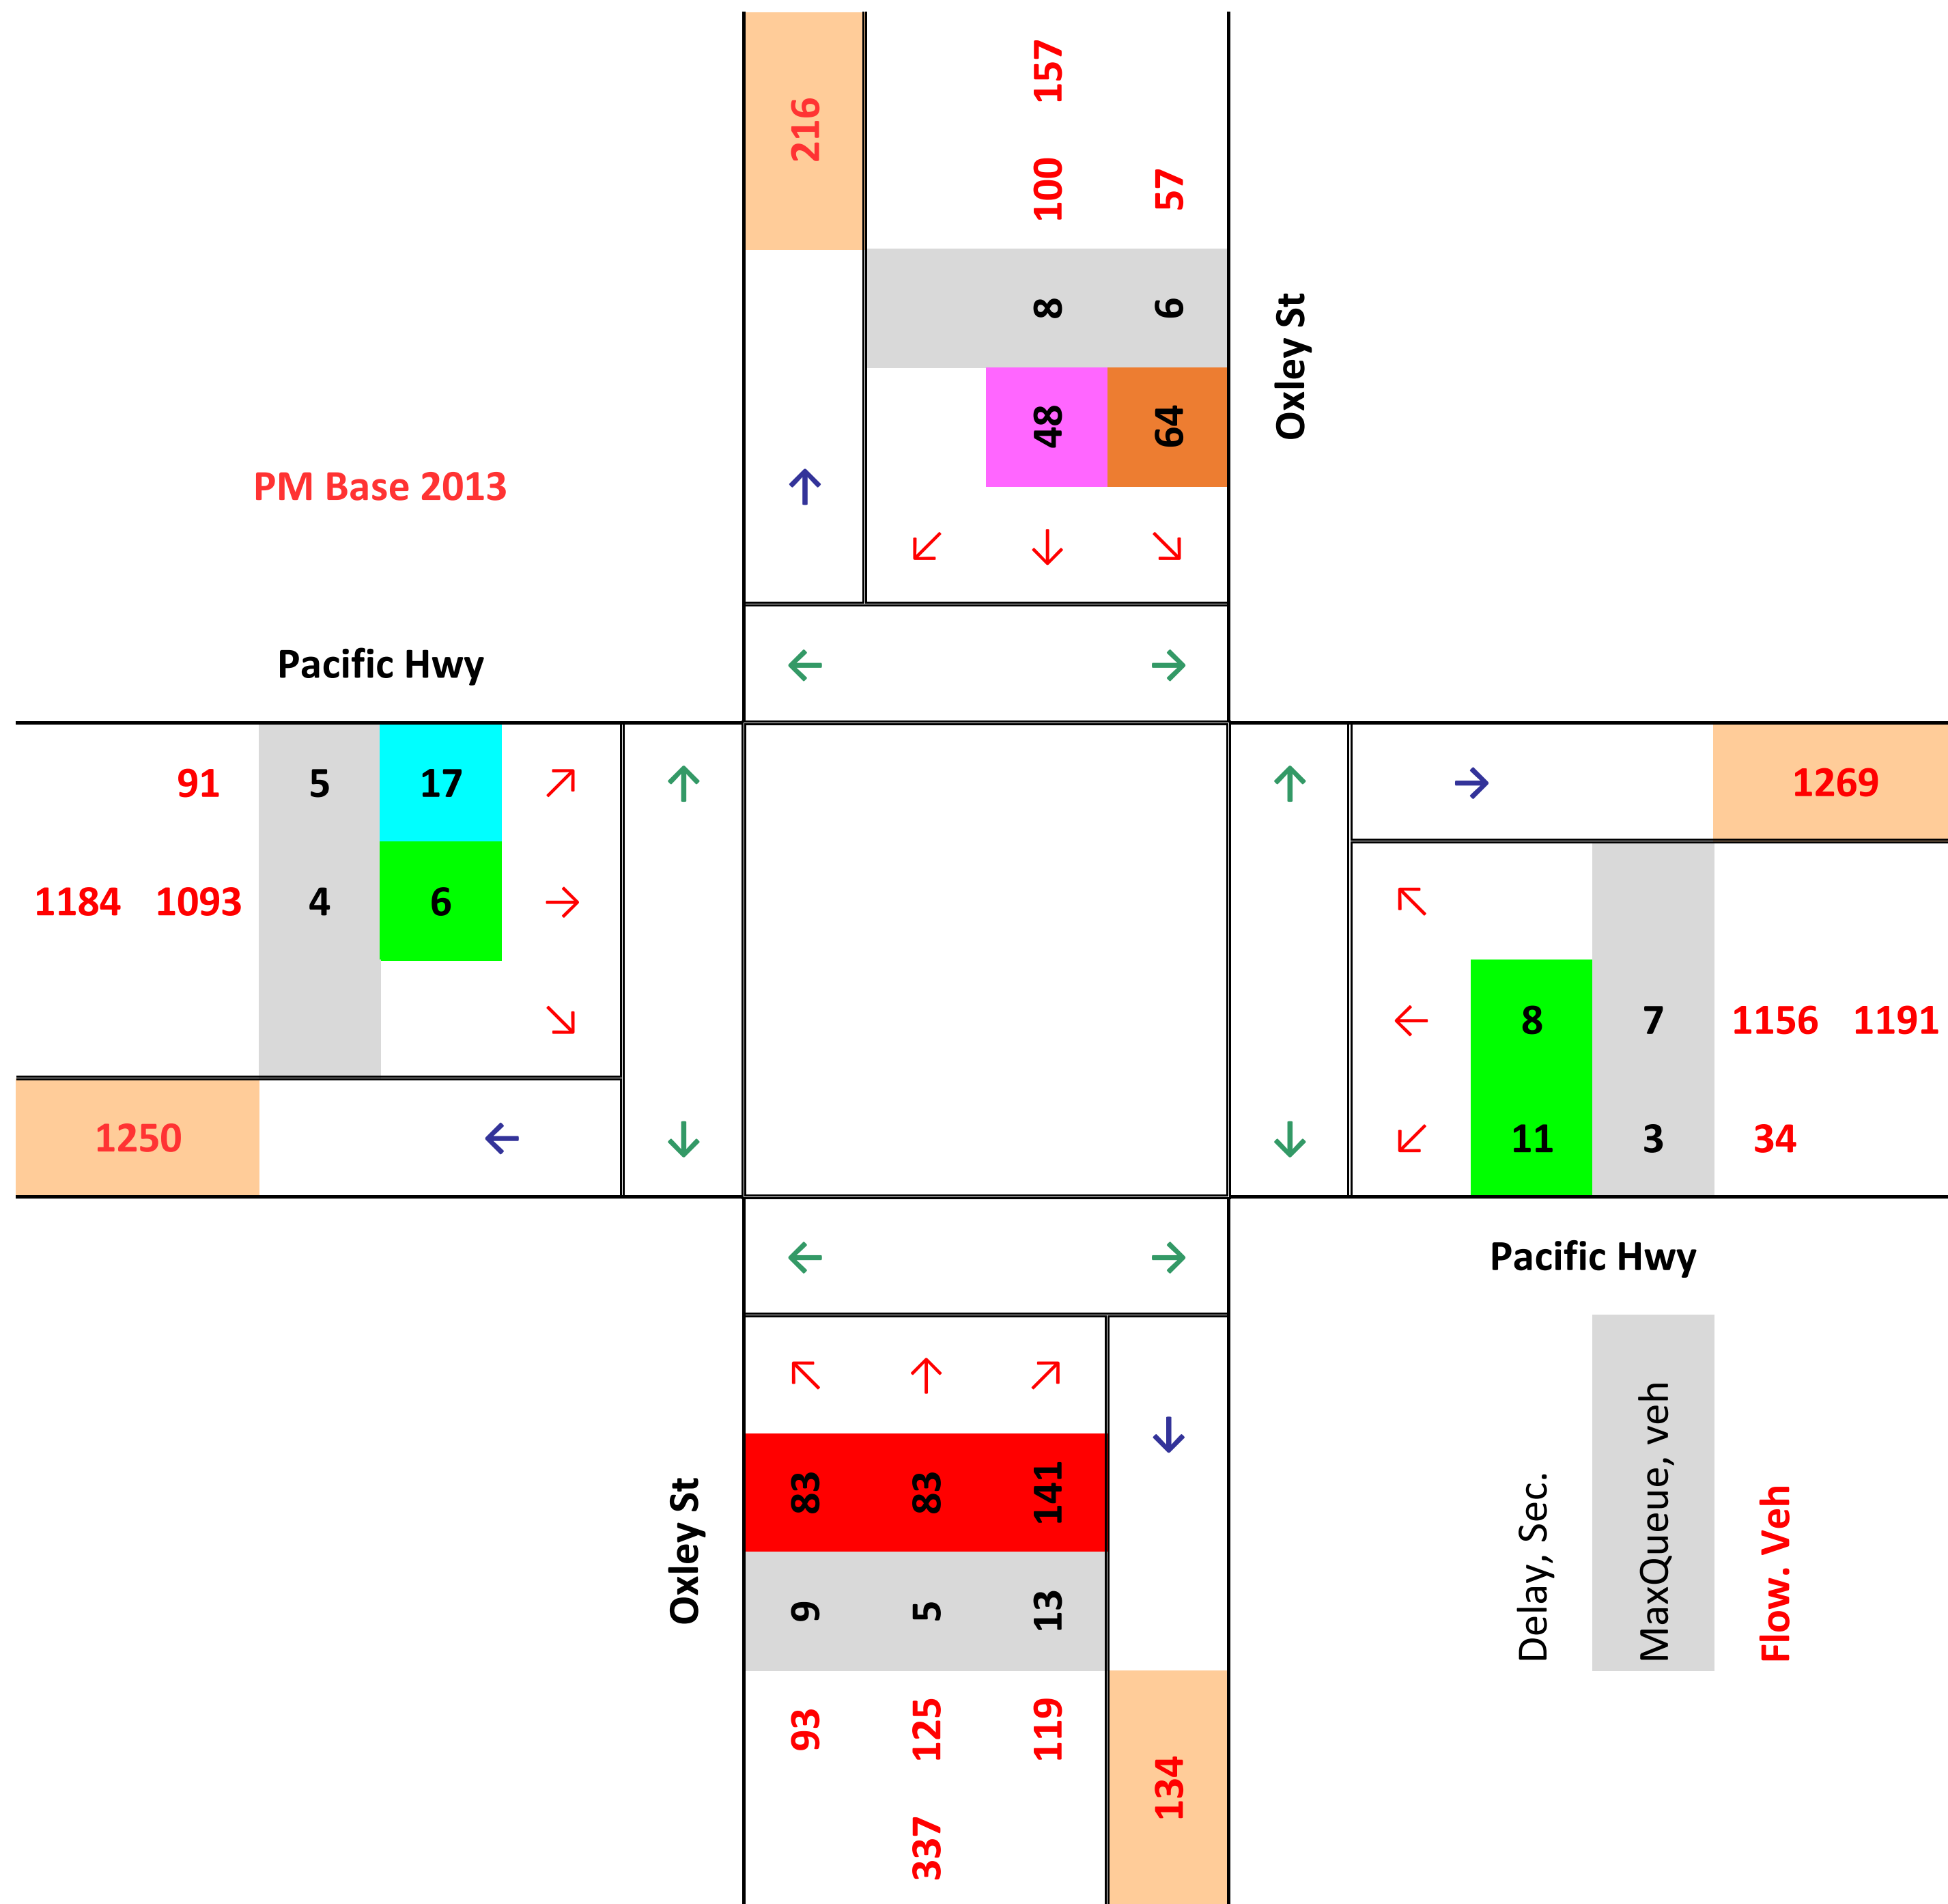 157
216
100 57
8 6
Oxley St
48 64
PM Base 2013
Pacific Hwy
91 5 17
1269
1184 1093 4 6
8 7 1156 1191
1250
11 3 34
Pacific Hwy
Oxley St
83 83 141
9 5 13
93 125 119
134
337
Delay, Sec.
MaxQueue, veh
Flow. Veh